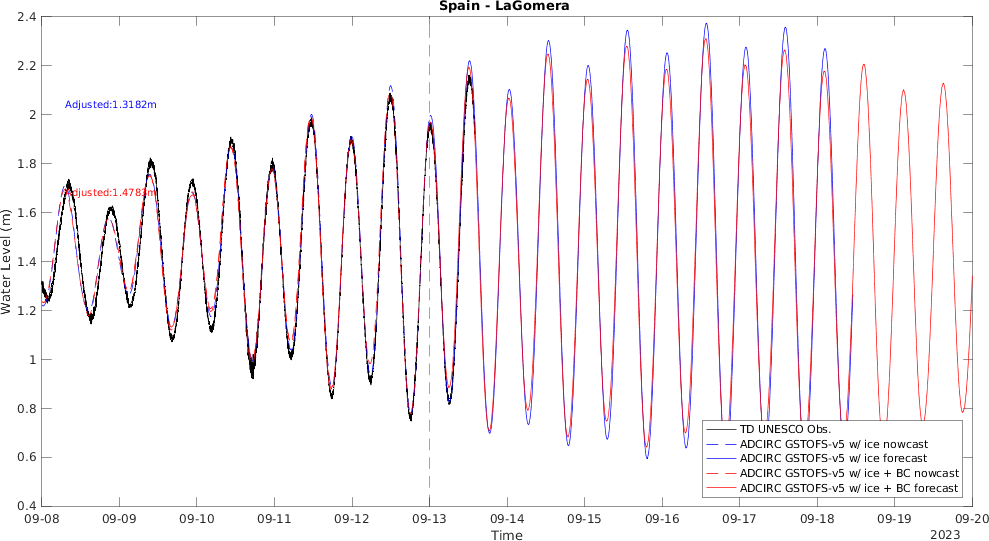 Spain - LaGomera
2.4
2.2
2
1.8
1.6
1.4
1.2
1
0.8
0.6
0.4
Water Level (m)
Adjusted:1.3182m
Adjusted:1.4783m
TD UNESCO Obs.
ADCIRC GSTOFS-v5 w/ ice nowcast
ADCIRC GSTOFS-v5 w/ ice forecast
ADCIRC GSTOFS-v5 w/ ice + BC nowcast
ADCIRC GSTOFS-v5 w/ ice + BC forecast
09-08 09-09 09-10 09-11 09-12 09-13 09-14 09-15 09-16 09-17 09-18 09-19 09-20
Time
2023